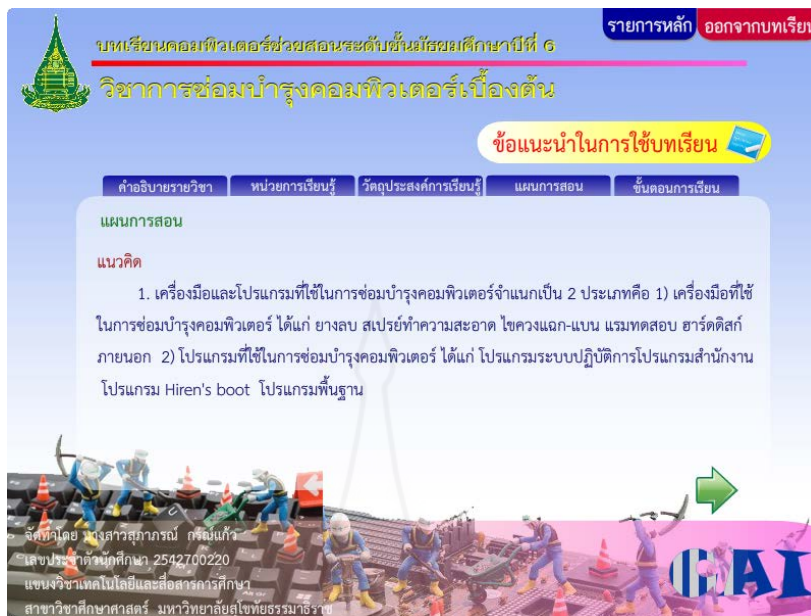 รายการหลัก ออกจากบทเรียน
บทเรียนคอมพิวเตอร์ช่วยสอนระดับชั้นมัธยมศึกษาปีที่ 6
วิชาการซ่อมบำรุงคอมพิวเตอร์เบื้องต้น
ข้อแนะนำในการใช้บทเรียน
คำอธิบายรายวิชา หน่วยการเรียนรู้ วัตถุประสงค์การเรียนรู้ แผนการสอน ขั้นตอนการเรียน
แผนการสอน
แนวคิด
1. เครื่องมือและโปรแกรมที่ใช้ในการซ่อมบำรุงคอมพิวเตอร์จำแนกเป็น 2 ประเภทคือ 1) เครื่องมือที่ใช้
ในการซ่อมบำรุงคอมพิวเตอร์ ได้แก่ ยางลบ สเปรย์ทำความสะอาด ไขควงแฉก-แบน แรมทดสอบ ฮาร์ดดิสก์
ภายนอก 2) โปรแกรมที่ใช้ในการซ่อมบำรุงคอมพิวเตอร์ ได้แก่ โปรแกรมระบบปฏิบัติการโปรแกรมสำนักงาน
โปรแกรม Hiren's boot โปรแกรมพื้นฐาน
จัดทำโดย นางสาวสุภาภรณ์ กรณ์แก้ว
เลขประจำตัวนักศึกษา 2542700220
แขนงวิชาเทคโนโลยีและสื่อสารการศึกษา
สาขาวิชาศึกษาศาสตร์ มหาวิทยาลัยสุโขทัยธรรมาธิราช
CAI